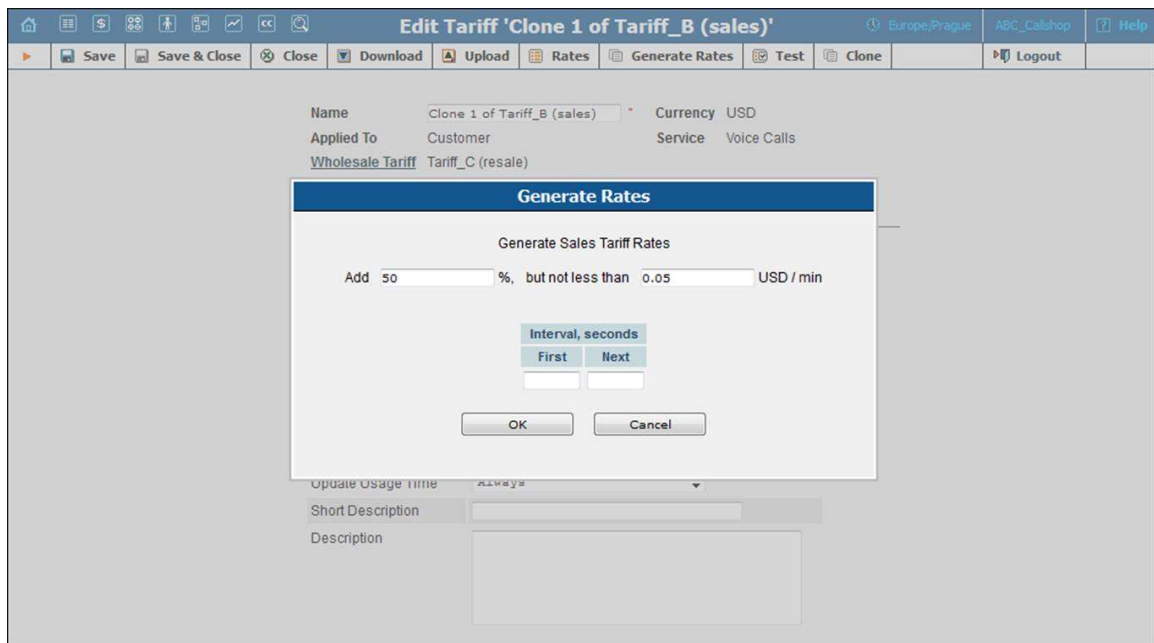 Edit Tariff 'Clone 1 of Tariff_B (sales)' Europe/Prague ABC_Callshop ? Help
Save Save & Close Close Download Upload Rates Generate Rates Test Clone Logout
Name Clone 1 of Tariff_B (sales) * Currency USD
Applied To Customer Service Voice Calls
Wholesale Tariff Tariff_C (resale)
Generate Rates
Generate Sales Tariff Rates
Add 50 %, but not less than 0.05 USD / min
Interval, seconds
First Next
OK Cancel
Update Usage Time Always
Short Description
Description